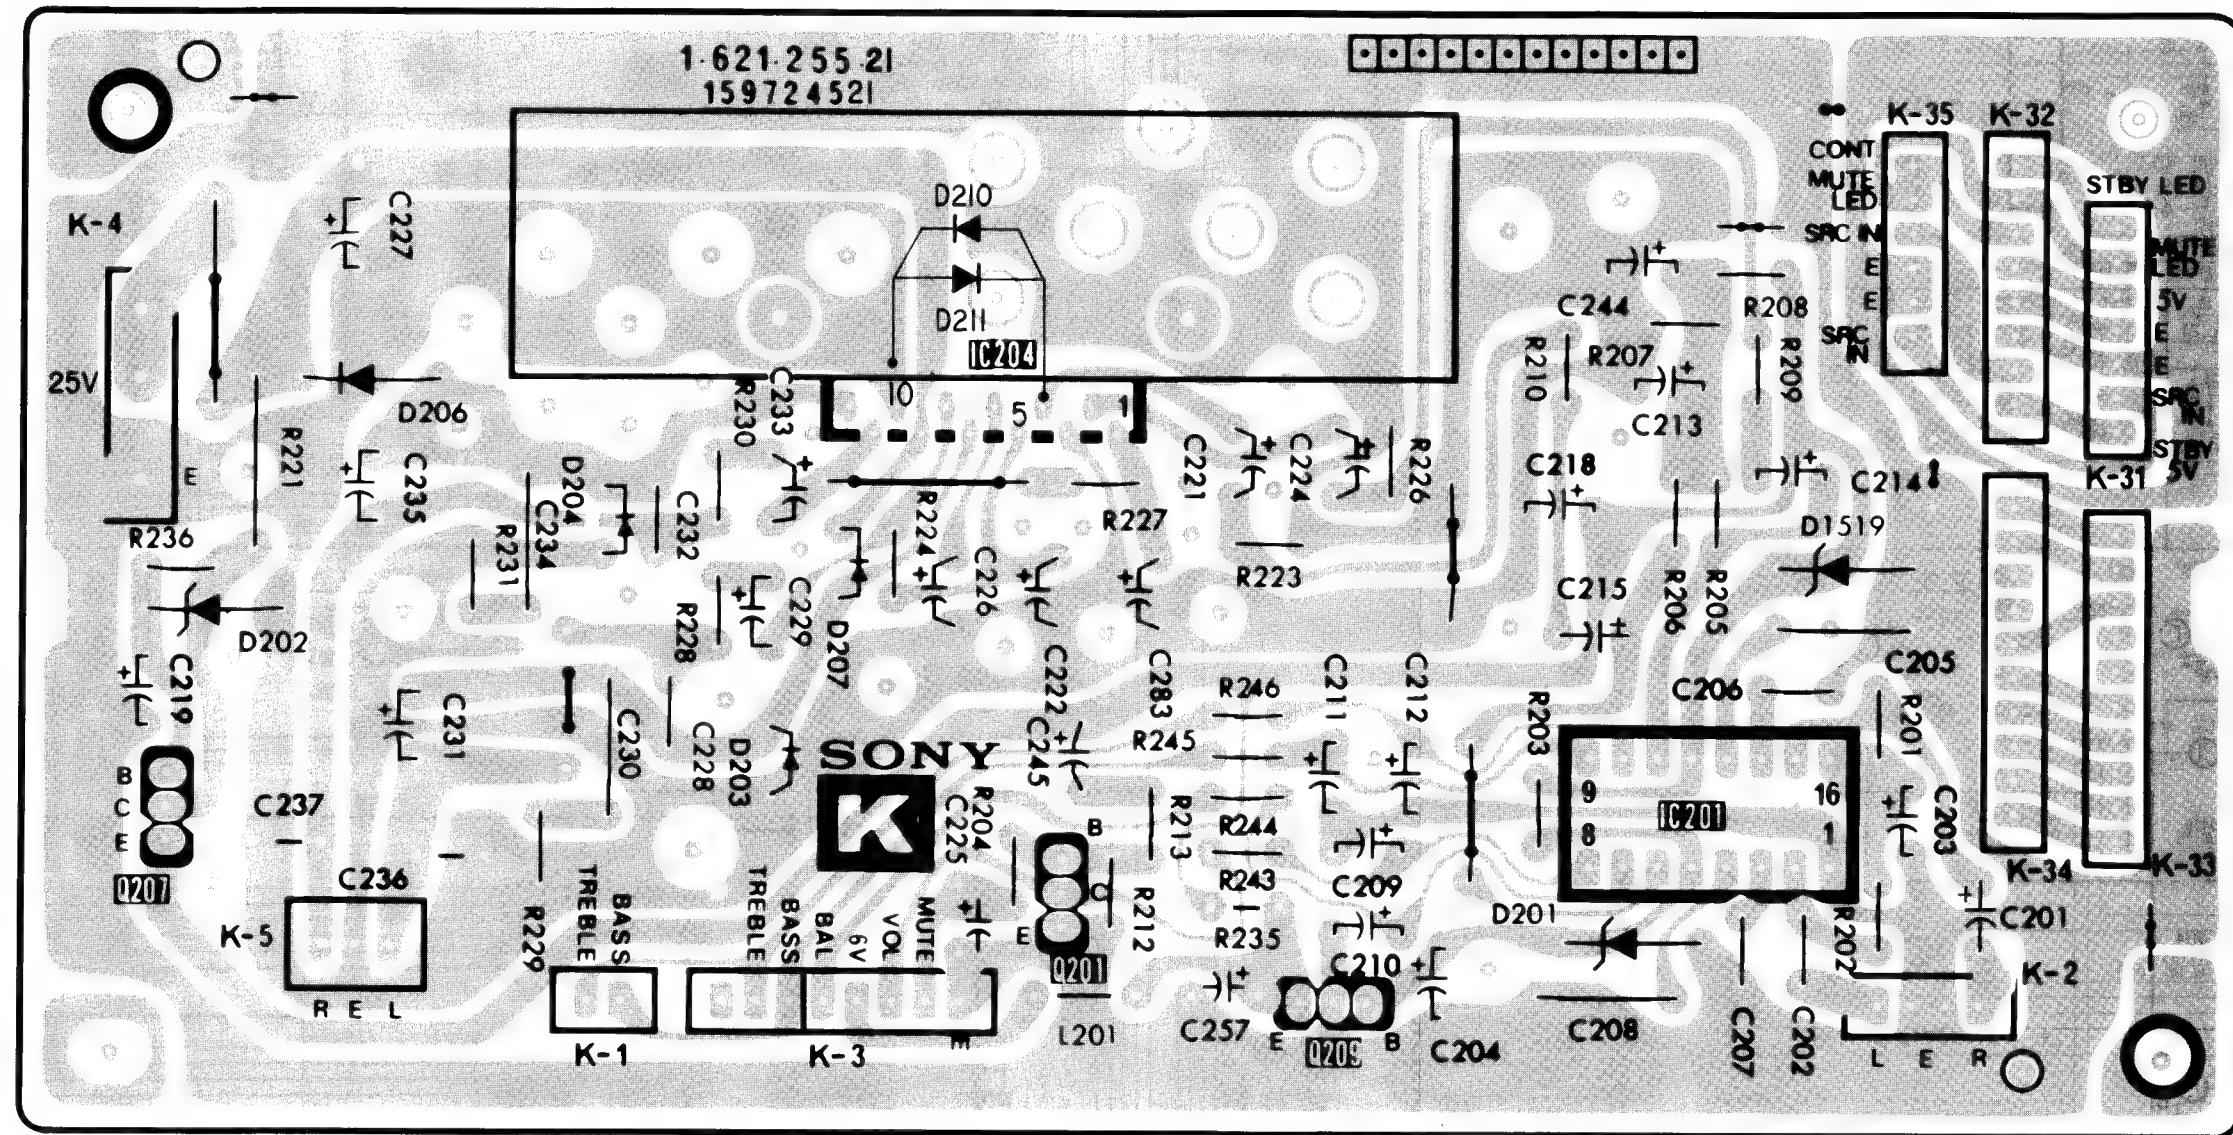 1-621-255-21
159724521
K-4
25V
E
C227
D206
R221
C235
R236
D202
C219
B
C
E
Q207
C237
C236
K-5
R E L
C231
D204
C234
R231
C232
R230
C233
D210
D211
IC204
10
5
1
R224
C226
R227
R228
C229
D207
C222
C283
C221
C224
R226
R223
C230
C228
D203
SONY
K
C245
R204
C225
R229
TREBLE
BASS
K-1
TREBLE
BASS
BAL
6V
VOL
MUTE
E
K-3
B
C
E
Q201
L201
R213
R212
R246
R245
R244
R243
R235
C211
C212
C209
C210
C257
E
Q209
B
C204
C244
R208
R207
R210
R209
C213
C218
C214
D1519
C215
R206
R205
C205
C206
R203
R201
9
8
IC201
16
1
C203
D201
C208
R202
C201
C207
C202
K-2
L E R
K-35
CONT
MUTE LED
SRC IN
E
E
SRC IN
K-32
STBY LED
MUTE LED
5V
E
E
SRC IN
STBY 5V
K-31
K-34
K-33